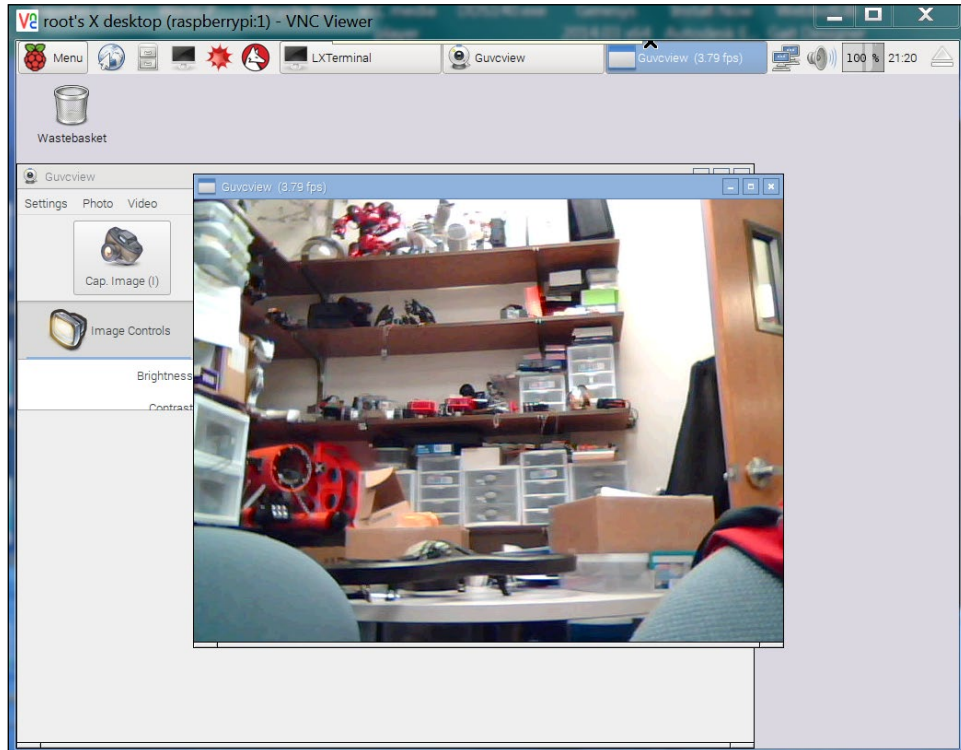 root's X desktop (raspberrypi:1) - VNC Viewer
Menu
LXTerminal
Guvcview
Guvcview (3.79 fps)
100 %
21:20
Wastebasket
Guvcview
Guvcview (3.79 fps)
Settings Photo Video
Cap. Image (I)
Image Controls
Brightness
Contrast